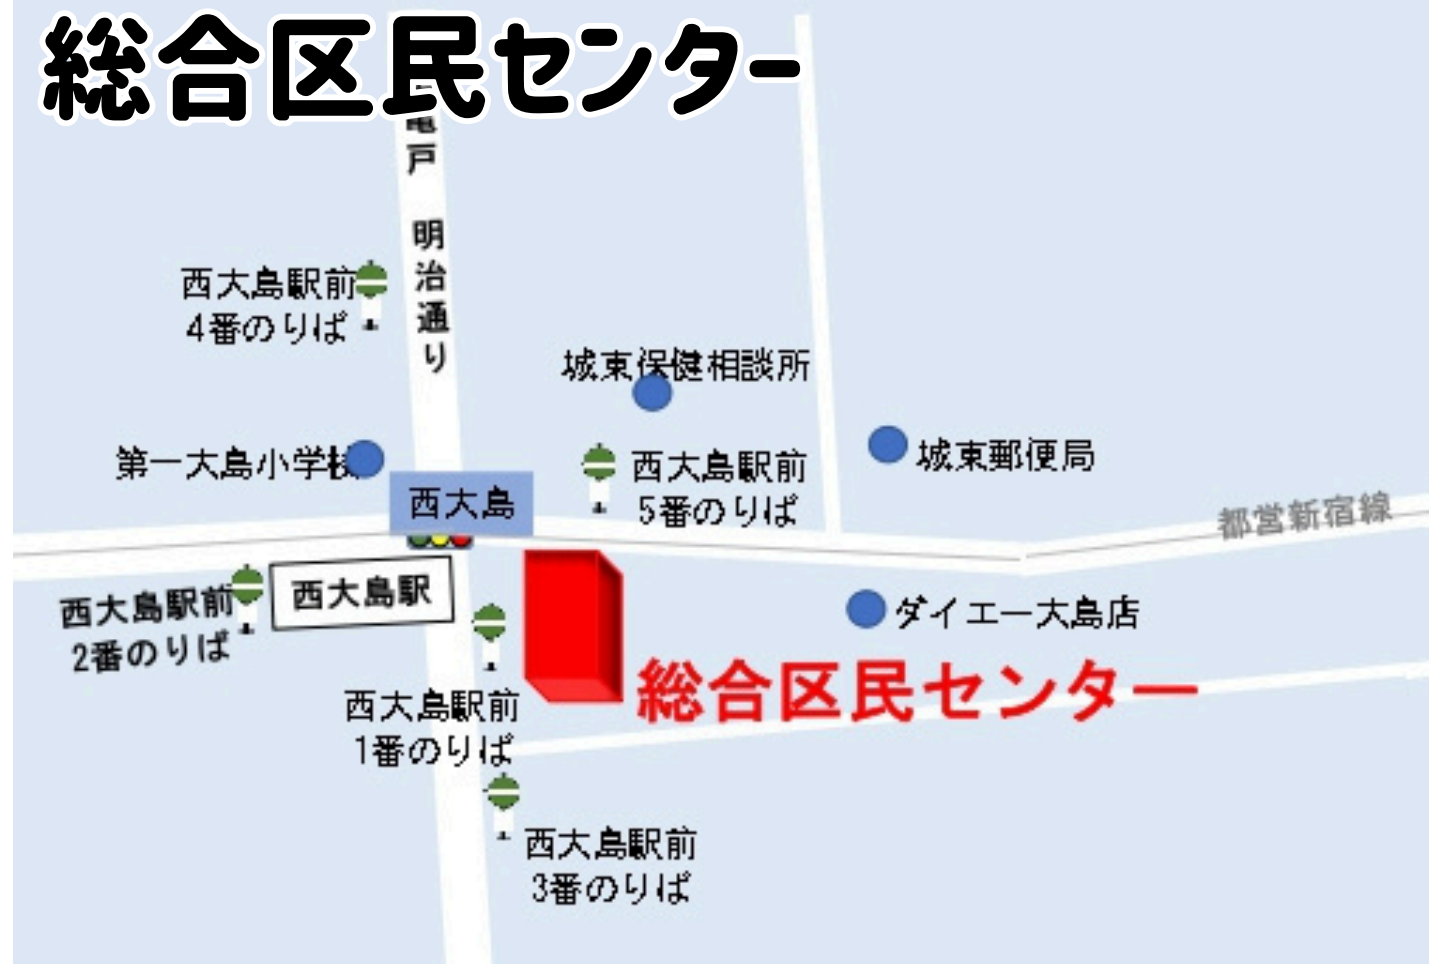 総合区民センター
亀戸
明治通り
西大島駅前
4番のりば
城東保健相談所
第一大島小学校
西大島
西大島駅前
5番のりば
城東郵便局
都営新宿線
西大島駅前
2番のりば
西大島駅
ダイエー大島店
総合区民センター
西大島駅前
1番のりば
西大島駅前
3番のりば